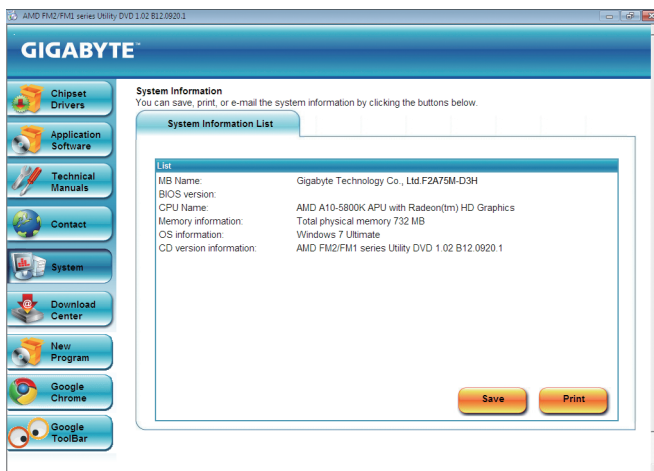 AMD FM2/FM1 series Utility DVD 1.02 B12.0920.1
GIGABYTE™
Chipset
Drivers
Application
Software
Technical
Manuals
Contact
System
Download
Center
New
Program
Google
Chrome
Google
ToolBar
System Information
You can save, print, or e-mail the system information by clicking the buttons below.
System Information List
List
MB Name: Gigabyte Technology Co., Ltd.F2A75M-D3H
BIOS version:
CPU Name: AMD A10-5800K APU with Radeon(tm) HD Graphics
Memory information: Total physical memory 732 MB
OS information: Windows 7 Ultimate
CD version information: AMD FM2/FM1 series Utility DVD 1.02 B12.0920.1
Save Print